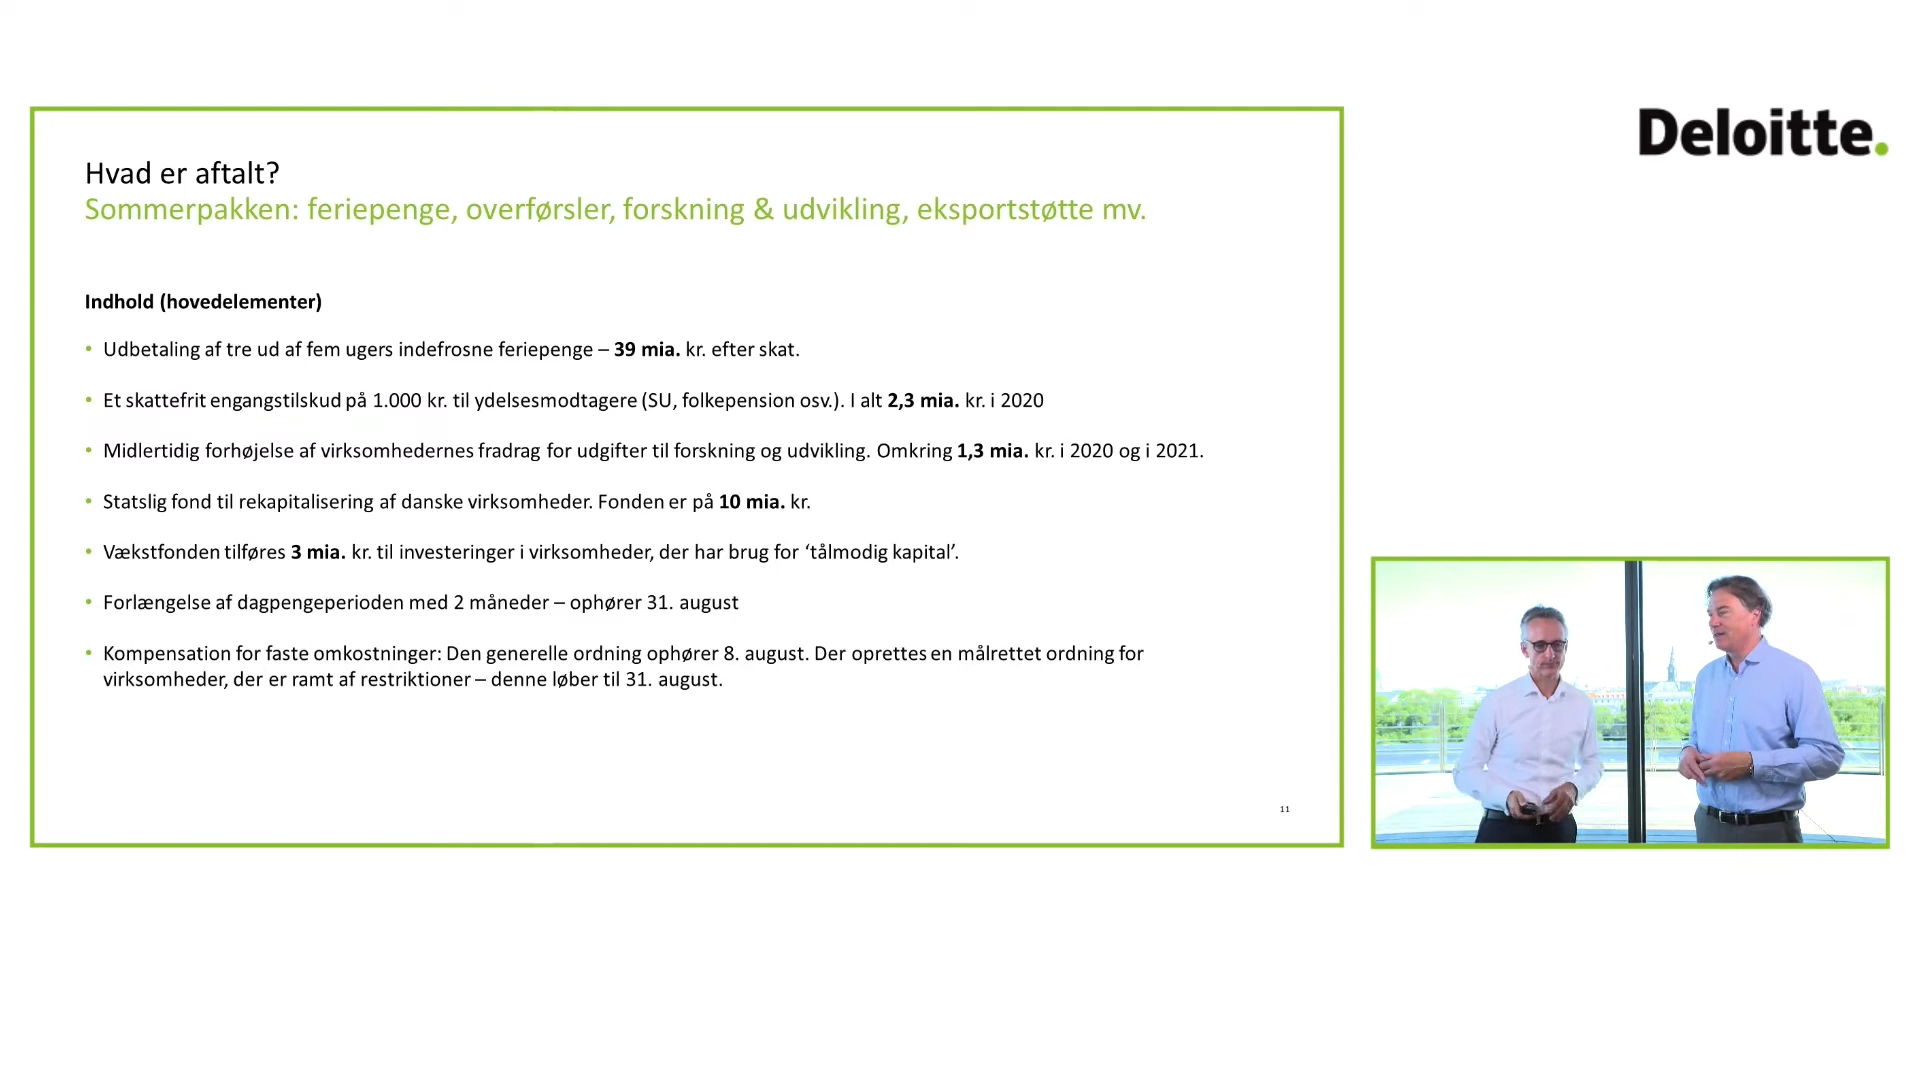 Deloitte.
Hvad er aftalt?
Sommerpakken: feriepenge, overførsler, forskning & udvikling, eksportstøtte mv.
Indhold (hovedelementer)
• Udbetaling af tre ud af fem ugers indefrosne feriepenge – 39 mia. kr. efter skat.
• Et skattefrit engangstilskud på 1.000 kr. til ydelsesmodtagere (SU, folkepension osv.). I alt 2,3 mia. kr. i 2020
• Midlertidig forhøjelse af virksomhedernes fradrag for udgifter til forskning og udvikling. Omkring 1,3 mia. kr. i 2020 og i 2021.
• Statslig fond til rekapitalisering af danske virksomheder. Fonden er på 10 mia. kr.
• Vækstfonden tilføres 3 mia. kr. til investeringer i virksomheder, der har brug for ‘tålmodig kapital’.
• Forlængelse af dagpengeperioden med 2 måneder – ophører 31. august
• Kompensation for faste omkostninger: Den generelle ordning ophører 8. august. Der oprettes en målrettet ordning for
virksomheder, der er ramt af restriktioner – denne løber til 31. august.
11